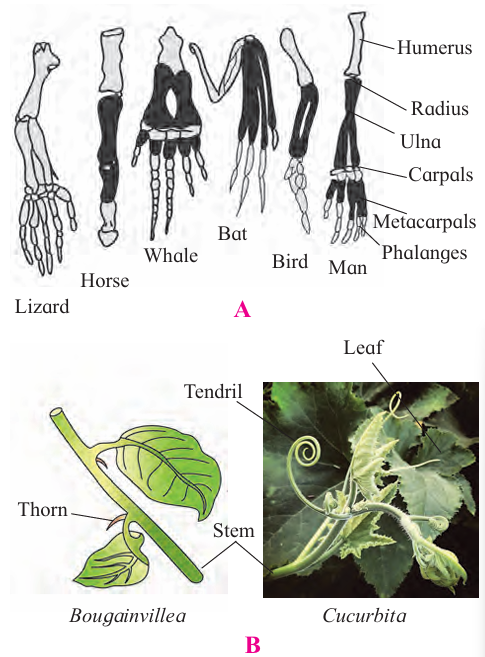 Humerus
Radius
Ulna
Carpals
Metacarpals
Phalanges
Lizard
Horse
Whale
Bat
Bird
Man
A
Leaf
Tendril
Thorn
Stem
Bougainvillea
Cucurbita
B